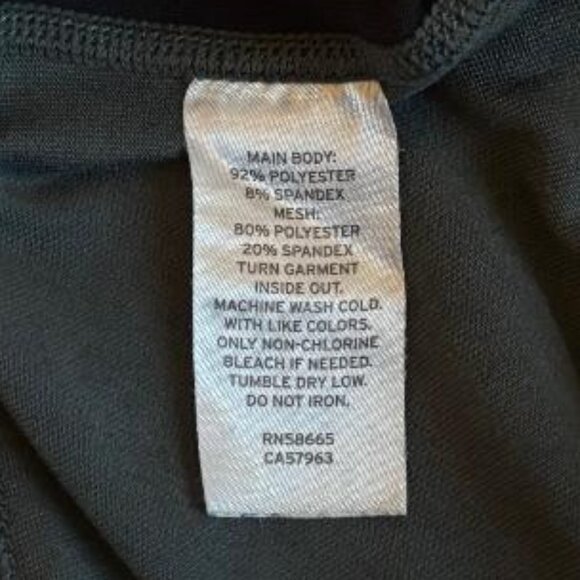 MAIN BODY:
92% POLYESTER
8% SPANDEX
MESH:
80% POLYESTER
20% SPANDEX
TURN GARMENT
INSIDE OUT.
MACHINE WASH COLD.
WITH LIKE COLORS.
ONLY NON-CHLORINE
BLEACH IF NEEDED.
TUMBLE DRY LOW.
DO NOT IRON.
RN58665
CA57963